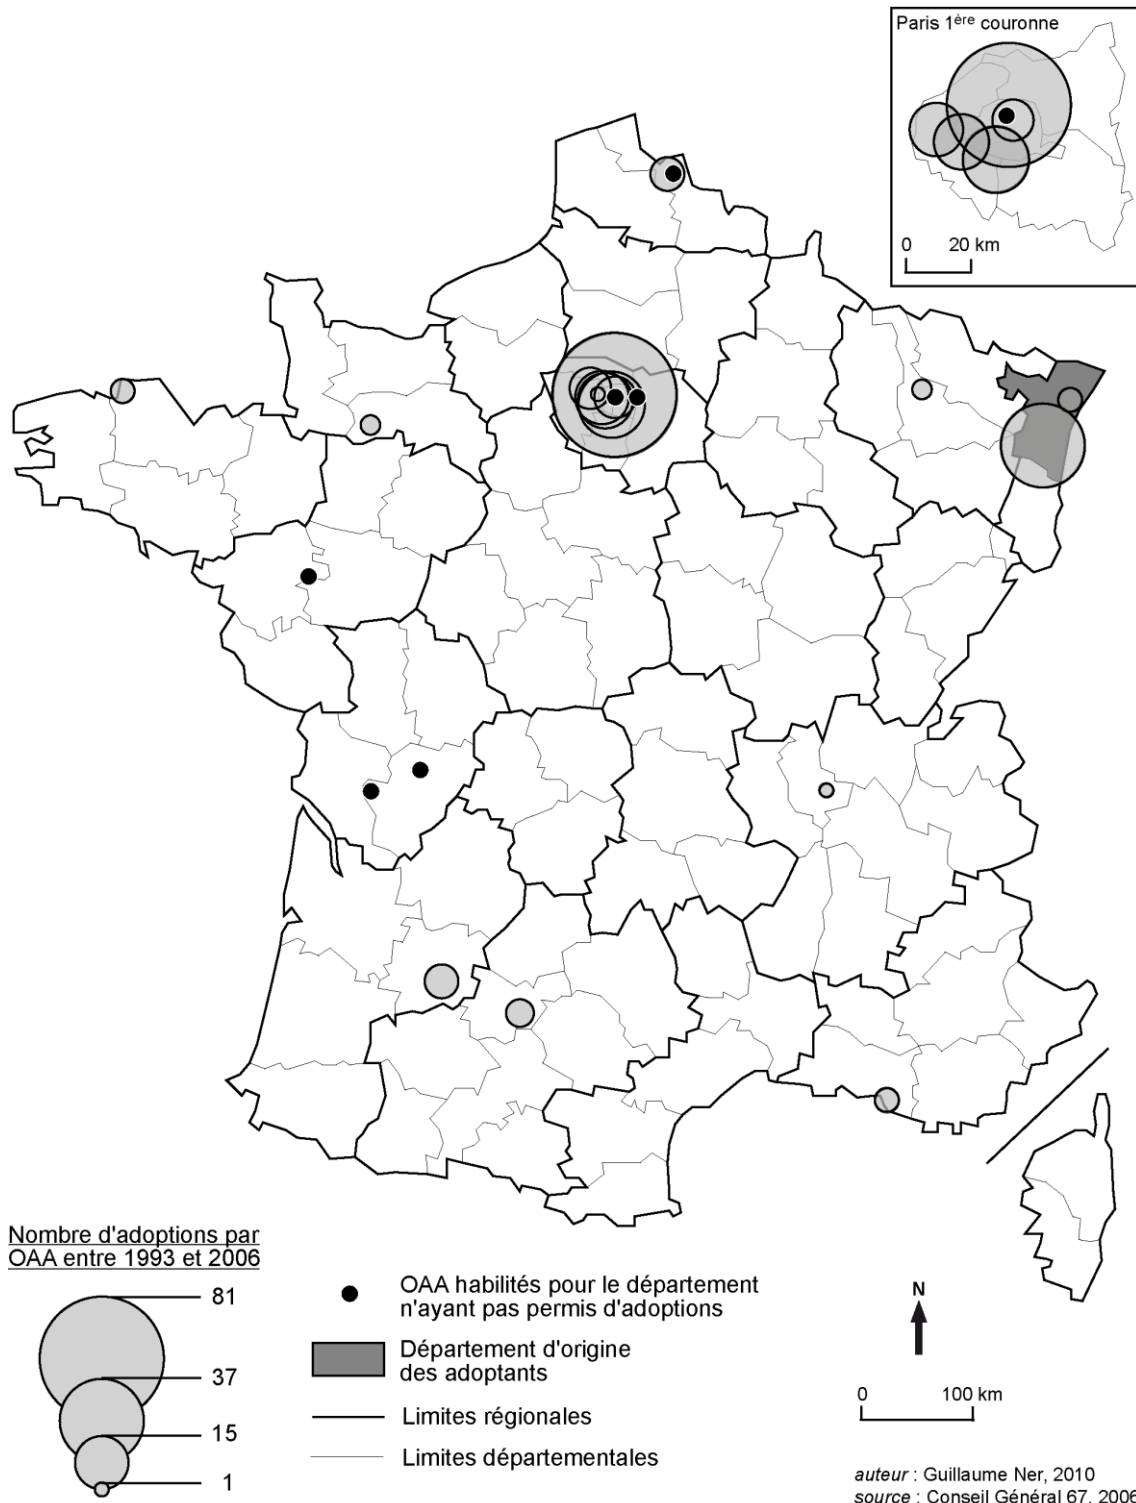 Paris 1ère couronne
0 20 km
Nombre d'adoptions par
OAA entre 1993 et 2006
81
37
15
1
OAA habilités pour le département
n'ayant pas permis d'adoptions
Département d'origine
des adoptants
Limites régionales
Limites départementales
N
0 100 km
auteur : Guillaume Ner, 2010
source : Conseil Général 67, 2006